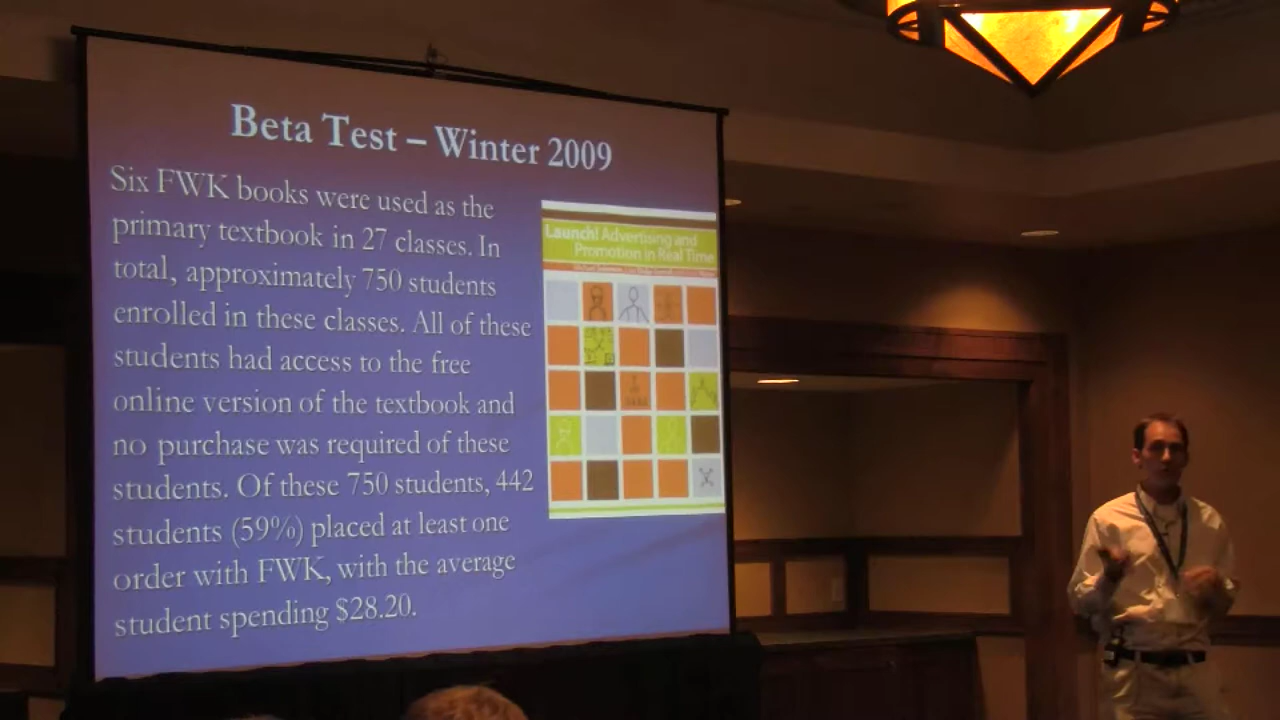 Beta Test – Winter 2009
Six FWK books were used as the
primary textbook in 27 classes. In
total, approximately 750 students
enrolled in these classes. All of these
students had access to the free
online version of the textbook and
no purchase was required of these
students. Of these 750 students, 442
students (59%) placed at least one
order with FWK, with the average
student spending $28.20.
Launch! Advertising and
Promotion in Real Time